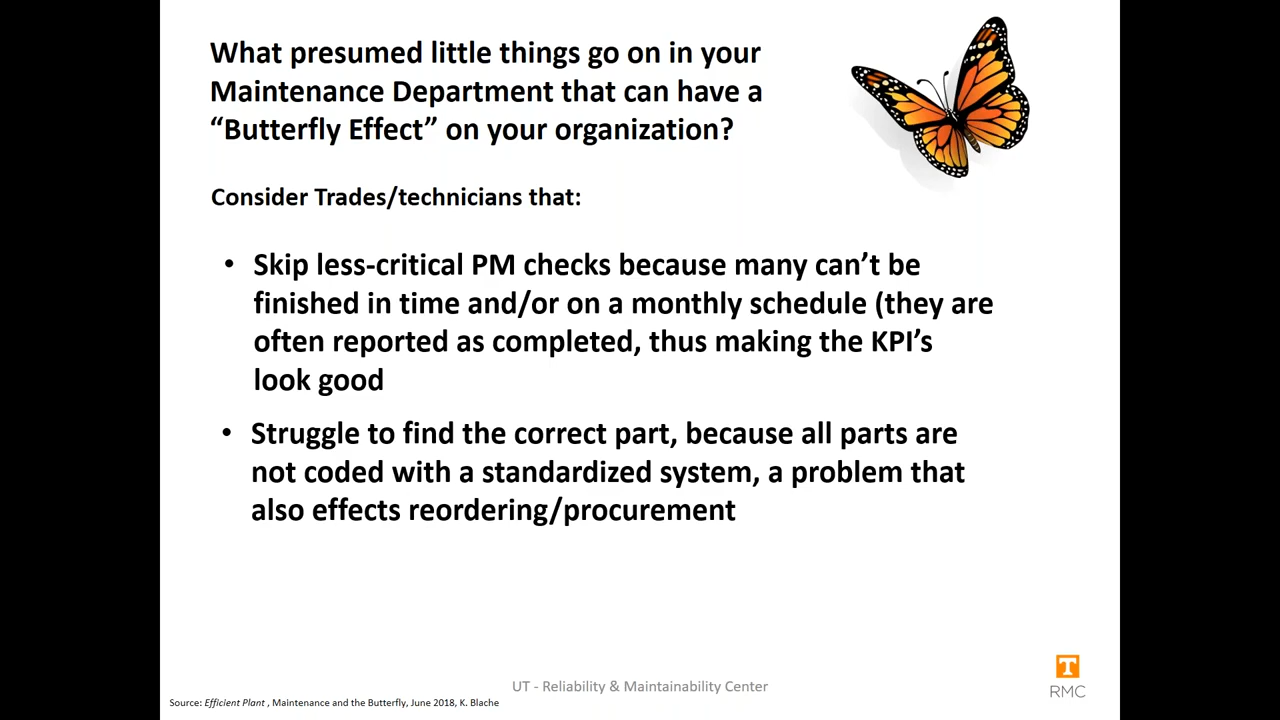 What presumed little things go on in your
Maintenance Department that can have a
“Butterfly Effect” on your organization?
Consider Trades/technicians that:
• Skip less-critical PM checks because many can’t be
finished in time and/or on a monthly schedule (they are
often reported as completed, thus making the KPI’s
look good
• Struggle to find the correct part, because all parts are
not coded with a standardized system, a problem that
also effects reordering/procurement
UT - Reliability & Maintainability Center
T
RMC
Source: Efficient Plant , Maintenance and the Butterfly, June 2018, K. Blache